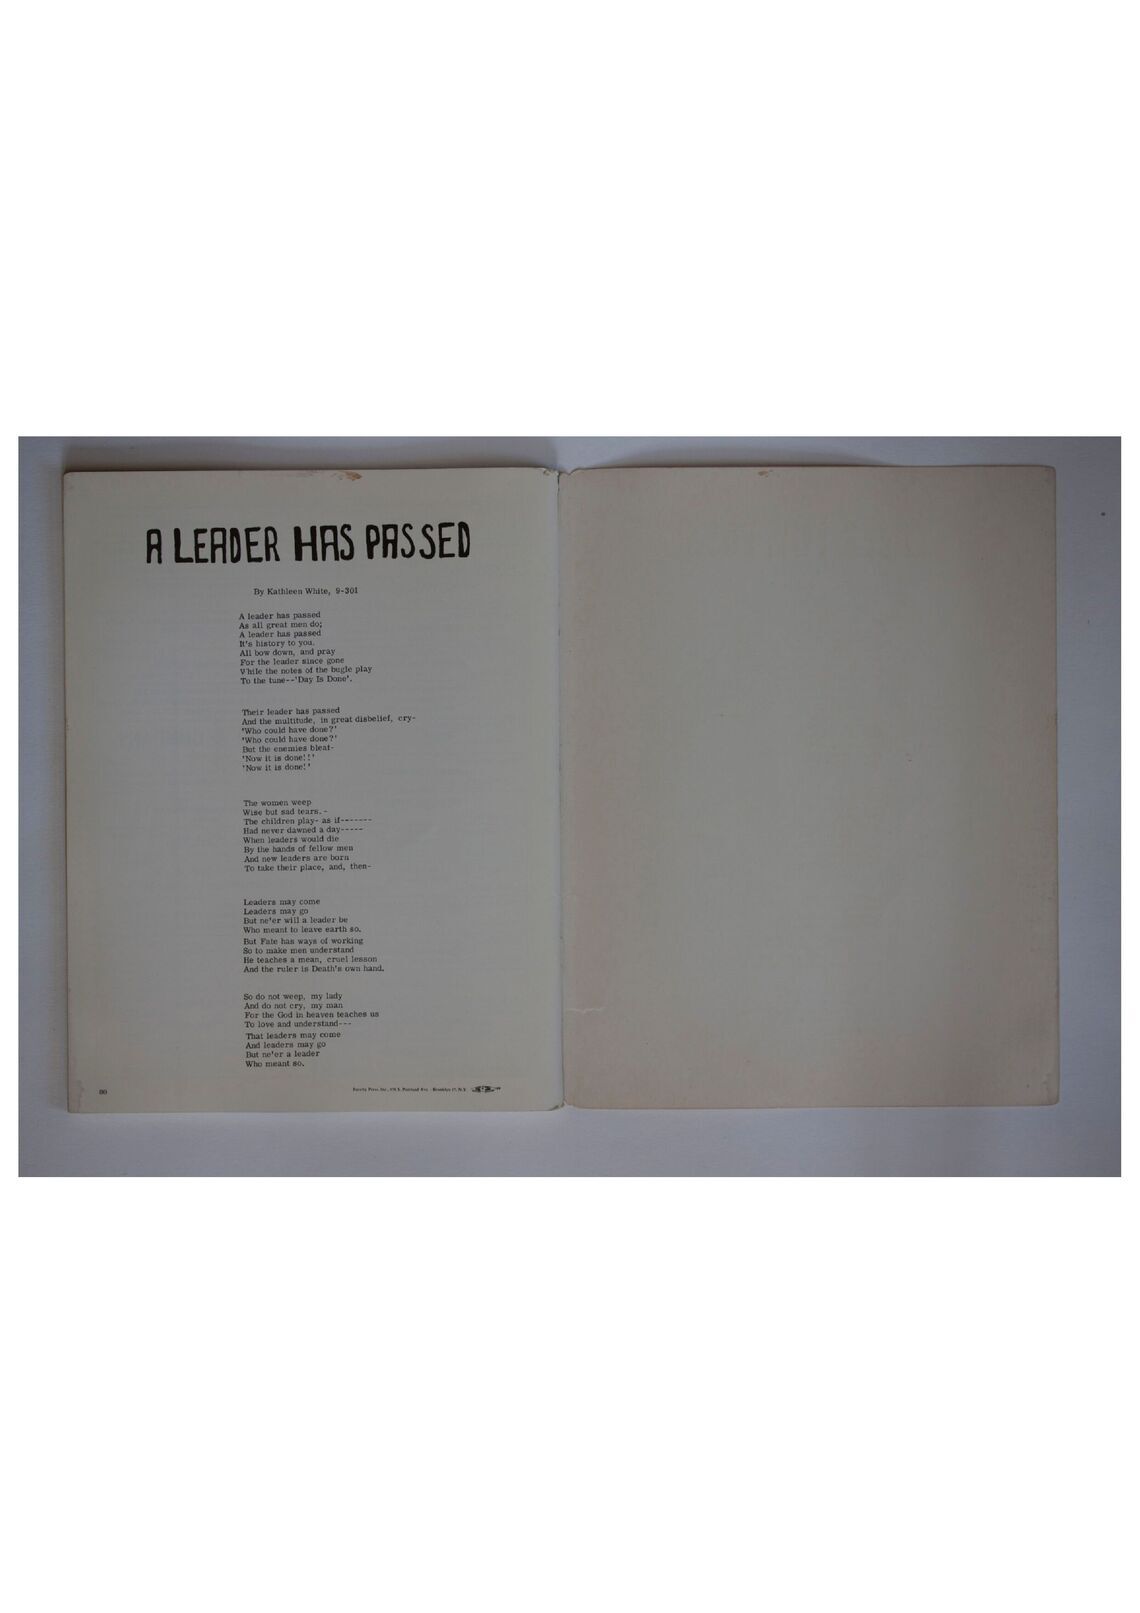 A LEADER HAS PASSED
By Kathleen White, 9-301
A leader has passed
As all great men do;
A leader has passed
It's history to you.
All bow down, and pray
For the leader since gone
While the notes of the bugle play
To the tune--'Day Is Done'.
Their leader has passed
And the multitude, in great disbelief, cry-
'Who could have done?'
'Who could have done?'
But the enemies bleat-
'Now it is done!!'
'Now it is done!'
The women weep
Wise but sad tears. -
The children play- as if-------
Had never dawned a day-----
When leaders would die
By the hands of fellow men
And new leaders are born
To take their place, and, then-
Leaders may come
Leaders may go
But ne'er will a leader be
Who meant to leave earth so.
But Fate has ways of working
So to make men understand
He teaches a mean, cruel lesson
And the ruler is Death's own hand.
So do not weep, my lady
And do not cry, my man
For the God in heaven teaches us
To love and understand---
That leaders may come
And leaders may go
But ne'er a leader
Who meant so.
80
Press, Inc., Ave. Brooklyn N.Y.